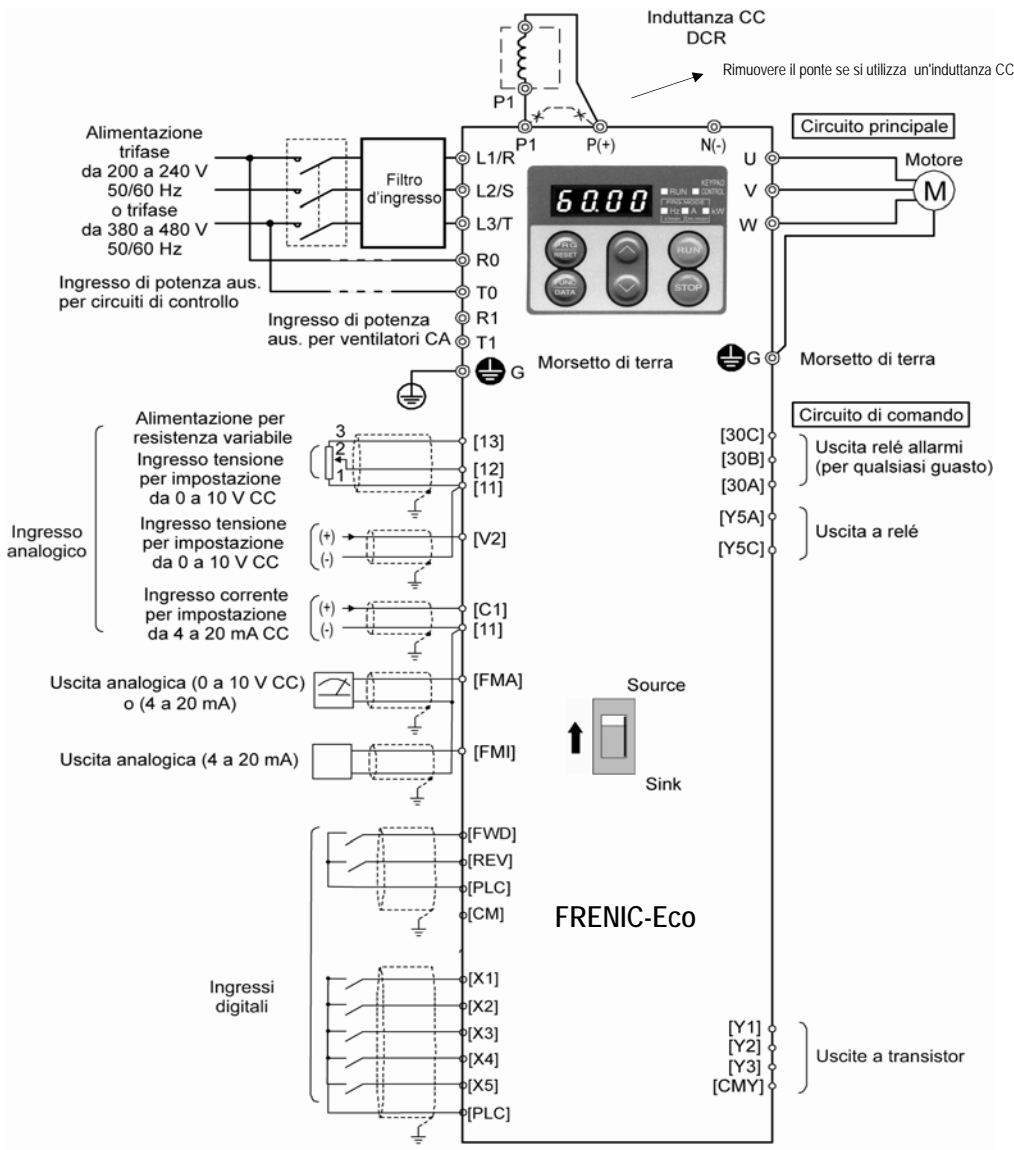 Induttanza CC
DCR
Rimuovere il ponte se si utilizza un'induttanza CC
P1
P1
P(+)
N(-)
Circuito principale
Alimentazione
trifase
da 200 a 240 V
50/60 Hz
o trifase
da 380 a 480 V
50/60 Hz
Filtro
d'ingresso
L1/R
L2/S
L3/T
R0
T0
R1
T1
G
Ingresso di potenza aus.
per circuiti di controllo
Ingresso di potenza
aus. per ventilatori CA
60.00
KEYPAD
RUN CONTROL
PRG.MODE
Hz A kW
PRG
RESET
RUN
FUNC
DATA
STOP
U
V
W
Motore
M
Morsetto di terra
G
Morsetto di terra
Circuito di comando
Ingresso
analogico
Alimentazione per
resistenza variabile
Ingresso tensione
per impostazione
da 0 a 10 V CC
3
2
1
[13]
[12]
[11]
Ingresso tensione
per impostazione
da 0 a 10 V CC
(+)
(-)
[V2]
Ingresso corrente
per impostazione
da 4 a 20 mA CC
(+)
(-)
[C1]
[11]
Uscita analogica (0 a 10 V CC)
o (4 a 20 mA)
[FMA]
Uscita analogica (4 a 20 mA)
[FMI]
[30C]
[30B]
[30A]
Uscita relé allarmi
(per qualsiasi guasto)
[Y5A]
[Y5C]
Uscita a relé
Source
Sink
Ingressi
digitali
[FWD]
[REV]
[PLC]
[CM]
FRENIC-Eco
[X1]
[X2]
[X3]
[X4]
[X5]
[PLC]
[Y1]
[Y2]
[Y3]
[CMY]
Uscite a transistor